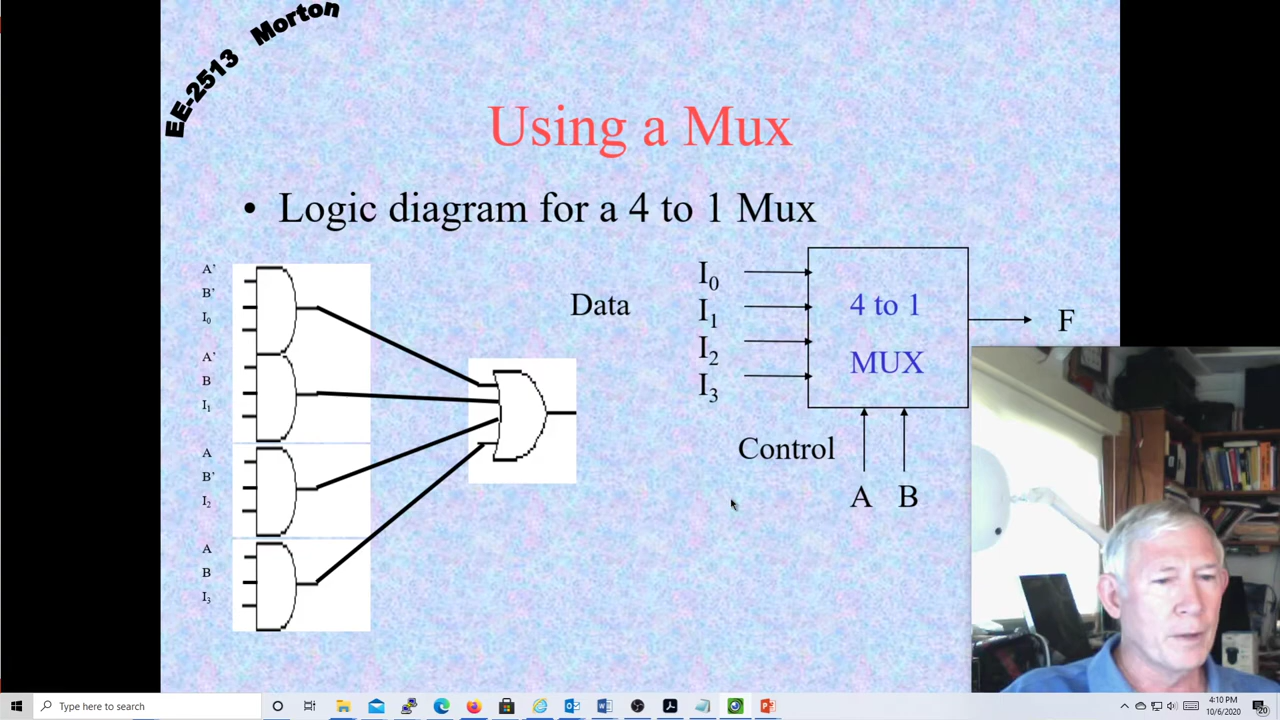 EE-2513 Morton
Using a Mux
• Logic diagram for a 4 to 1 Mux
A’
B’
I₀
A’
B
I₁
A
B’
I₂
A
B
I₃
Data
I₀
I₁
I₂
I₃
4 to 1
MUX
F
Control
A B
Type here to search
4:10 PM
10/6/2020
20